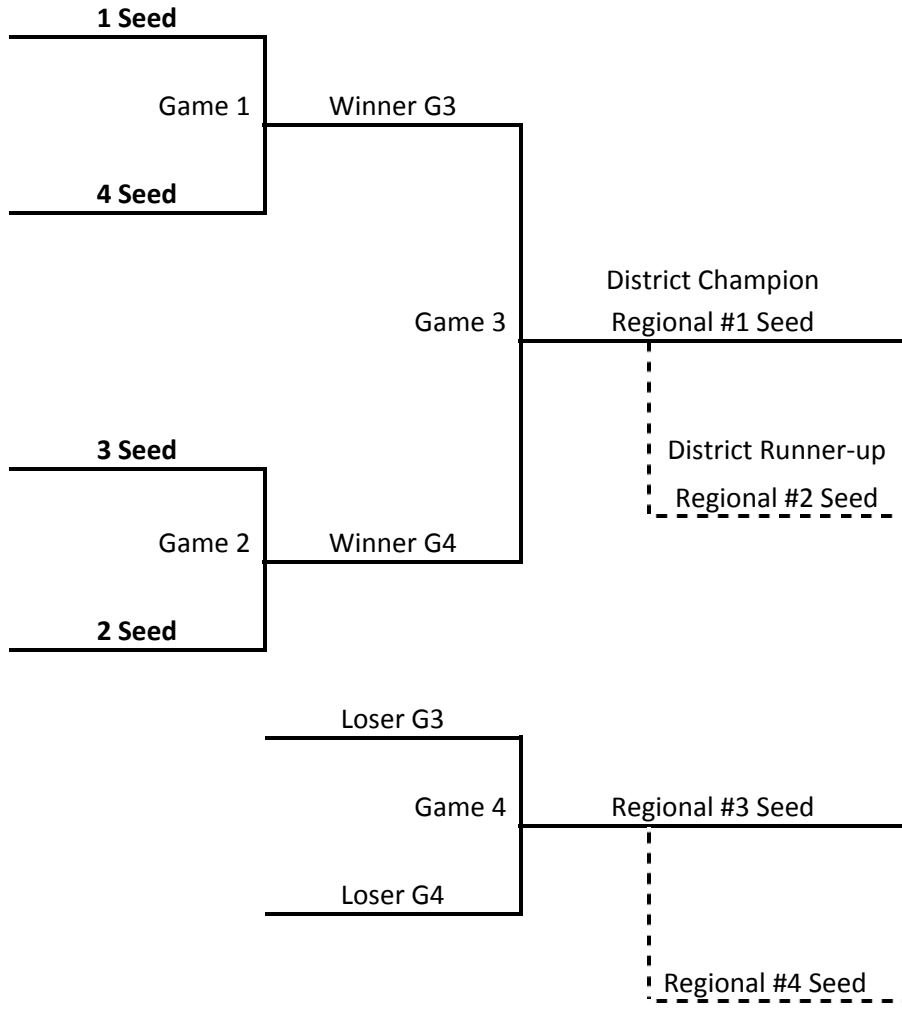 1 Seed
Game 1
Winner G3
4 Seed
District Champion
Game 3
Regional #1 Seed
3 Seed
District Runner-up
Regional #2 Seed
Game 2
Winner G4
2 Seed
Loser G3
Game 4
Regional #3 Seed
Loser G4
Regional #4 Seed